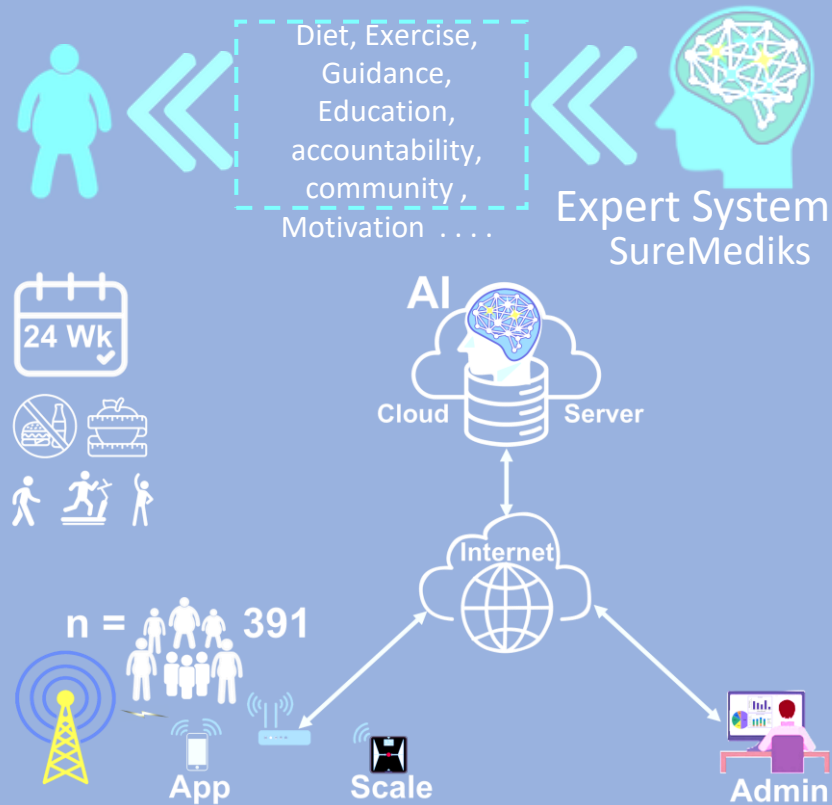 Diet, Exercise,
Guidance,
Education,
accountability,
community ,
Motivation . . . .
Expert System
SureMediks
24 Wk
AI
Cloud Server
Internet
n = 391
App
Scale
Admin